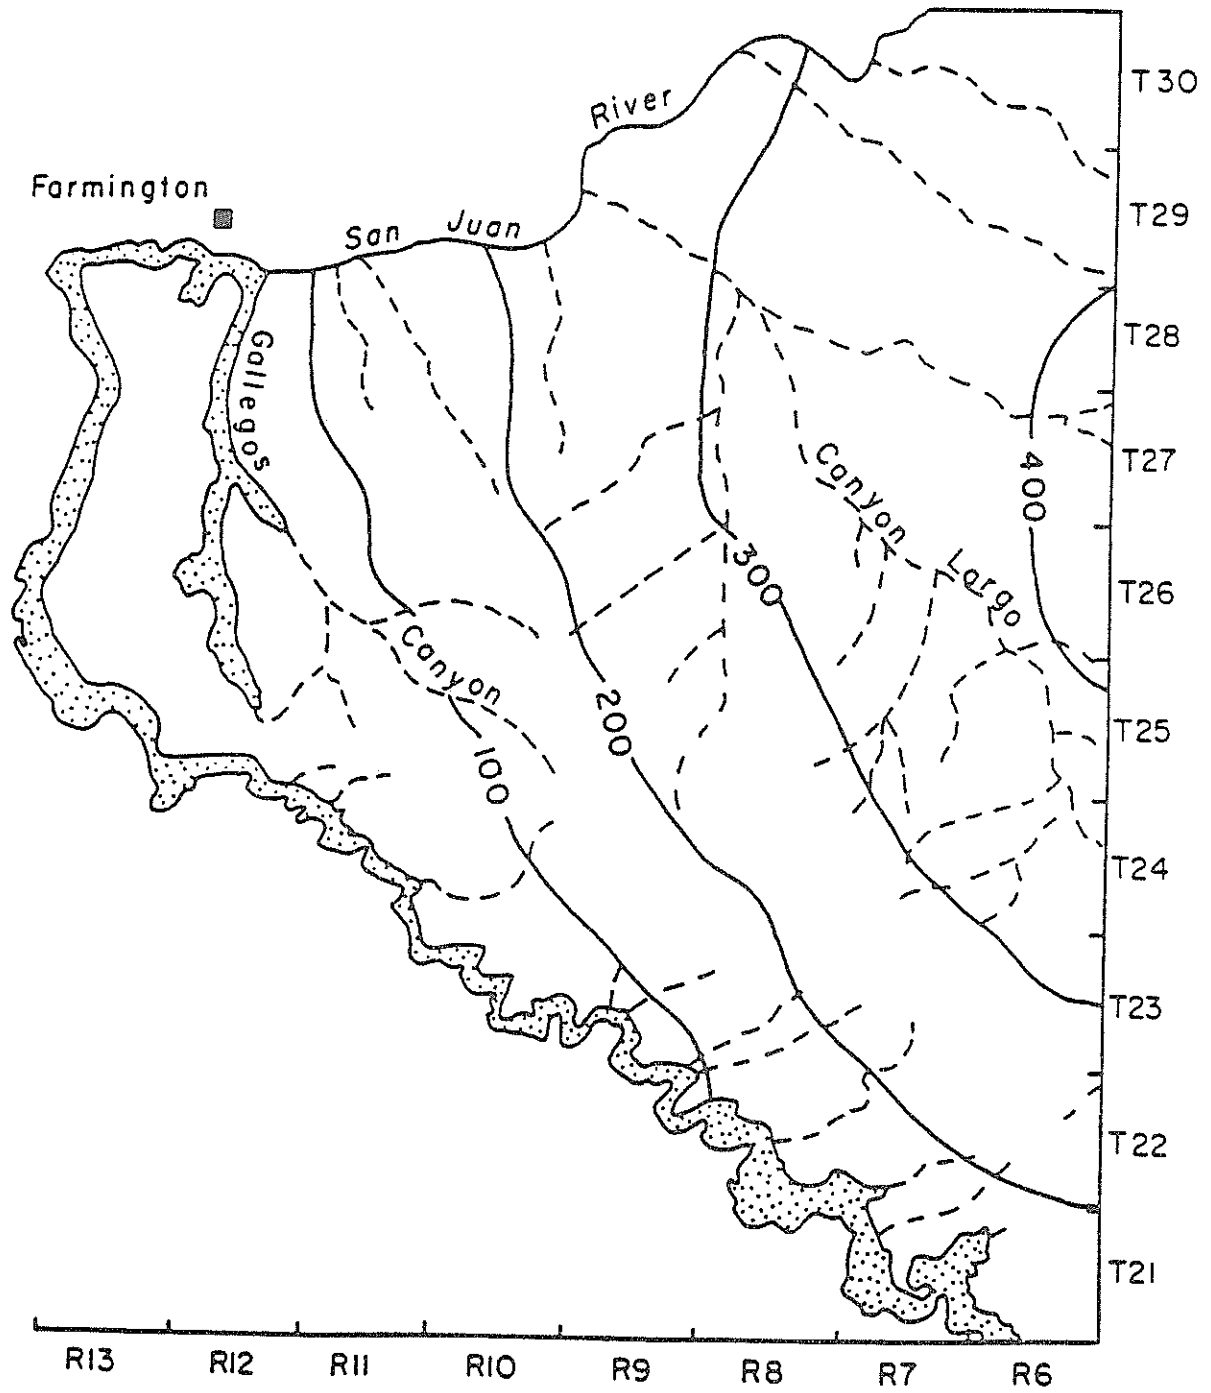 T30
River
Farmington
T29
San Juan
T28
Gallegos
T27
Canyon Largo
400
300
T26
Canyon
200
T25
100
T24
T23
T22
T21
R13 R12 R11 R10 R9 R8 R7 R6